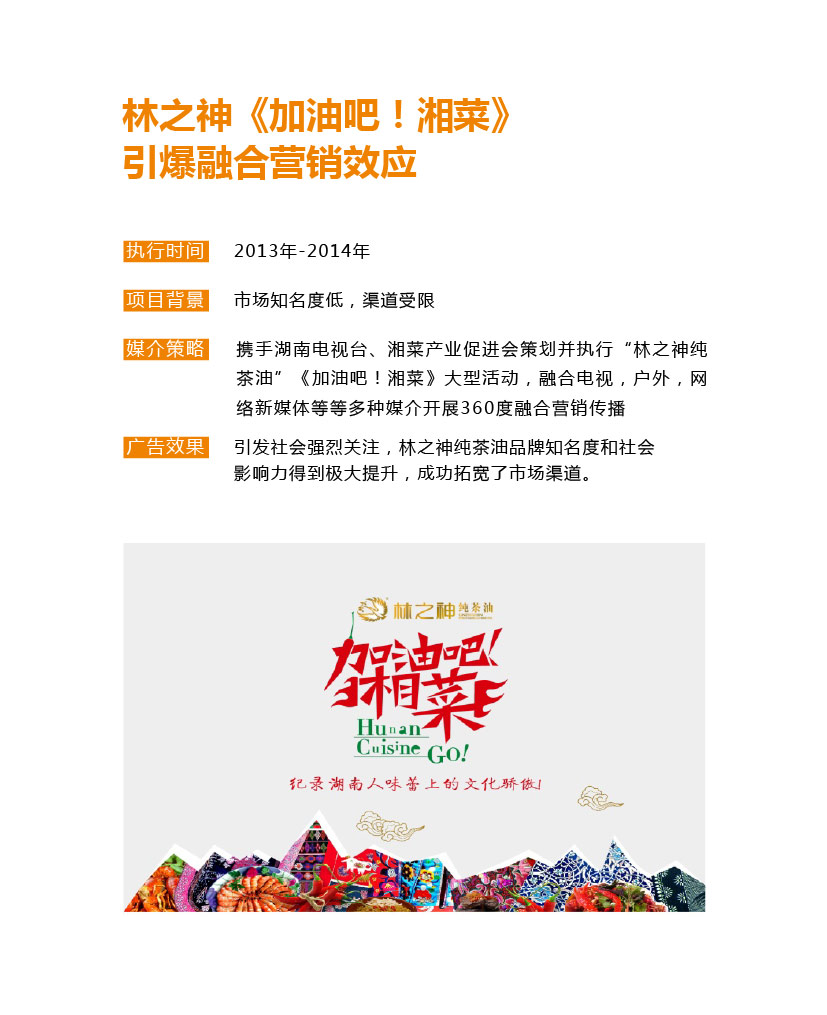 林之神《加油吧！湘菜》
引爆融合营销效应
执行时间 2013年-2014年
项目背景 市场知名度低，渠道受限
媒介策略 携手湖南电视台、湘菜产业促进会策划并执行“林之神纯
茶油”《加油吧！湘菜》大型活动，融合电视，户外，网
络新媒体等等多种媒介开展360度融合营销传播
广告效果 引发社会强烈关注，林之神纯茶油品牌知名度和社会
影响力得到极大提升，成功拓宽了市场渠道。
林之神 纯茶油
加油吧！
湘菜
Hunan
Cuisine GO!
纪录湖南人味蕾上的文化骄傲！